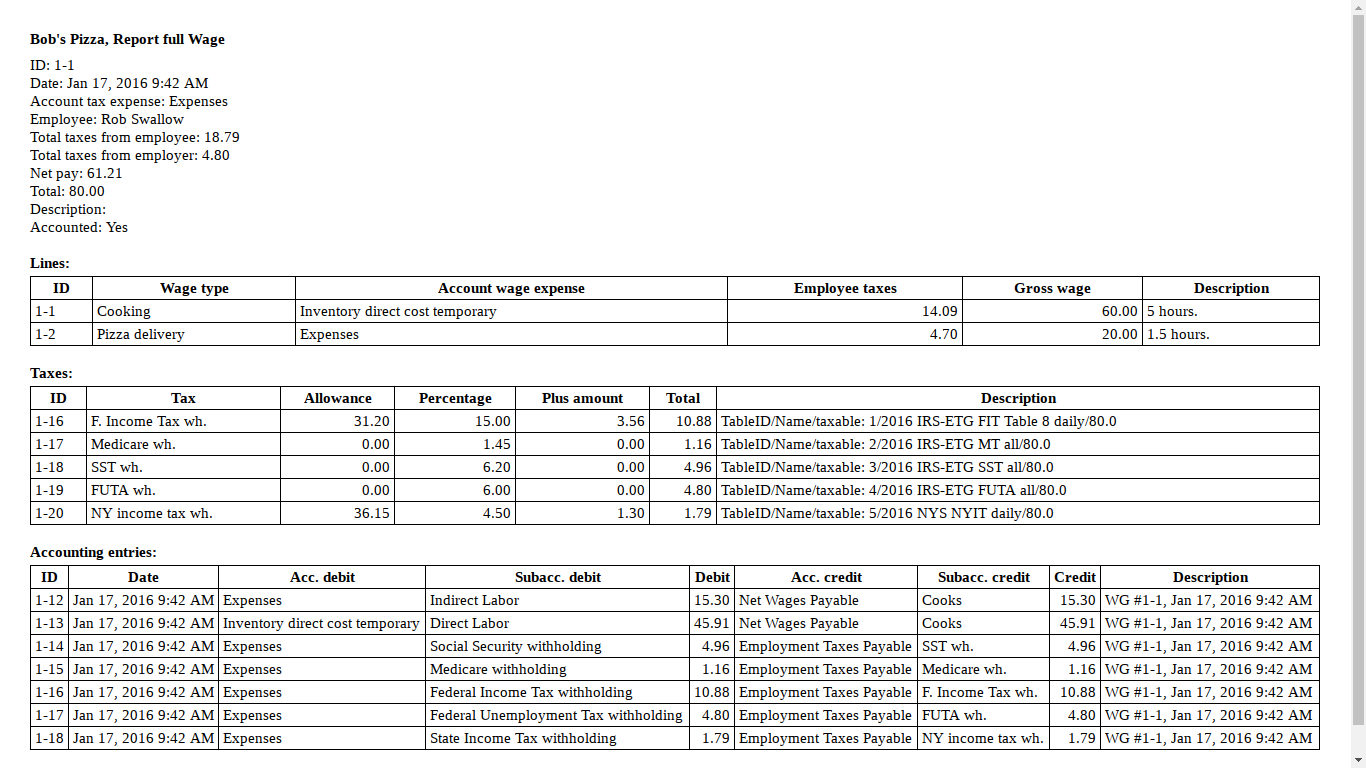 Bob's Pizza, Report full Wage
ID: 1-1
Date: Jan 17, 2016 9:42 AM
Account tax expense: Expenses
Employee: Rob Swallow
Total taxes from employee: 18.79
Total taxes from employer: 4.80
Net pay: 61.21
Total: 80.00
Description:
Accounted: Yes
Lines:
ID Wage type Account wage expense Employee taxes Gross wage Description
1-1 Cooking Inventory direct cost temporary 14.09 60.00 5 hours.
1-2 Pizza delivery Expenses 4.70 20.00 1.5 hours.
Taxes:
ID Tax Allowance Percentage Plus amount Total Description
1-16 F. Income Tax wh. 31.20 15.00 3.56 10.88 TableID/Name/taxable: 1/2016 IRS-ETG FIT Table 8 daily/80.0
1-17 Medicare wh. 0.00 1.45 0.00 1.16 TableID/Name/taxable: 2/2016 IRS-ETG MT all/80.0
1-18 SST wh. 0.00 6.20 0.00 4.96 TableID/Name/taxable: 3/2016 IRS-ETG SST all/80.0
1-19 FUTA wh. 0.00 6.00 0.00 4.80 TableID/Name/taxable: 4/2016 IRS-ETG FUTA all/80.0
1-20 NY income tax wh. 36.15 4.50 1.30 1.79 TableID/Name/taxable: 5/2016 NYS NYIT daily/80.0
Accounting entries:
ID Date Acc. debit Subacc. debit Debit Acc. credit Subacc. credit Credit Description
1-12 Jan 17, 2016 9:42 AM Expenses Indirect Labor 15.30 Net Wages Payable Cooks 15.30 WG #1-1, Jan 17, 2016 9:42 AM
1-13 Jan 17, 2016 9:42 AM Inventory direct cost temporary Direct Labor 45.91 Net Wages Payable Cooks 45.91 WG #1-1, Jan 17, 2016 9:42 AM
1-14 Jan 17, 2016 9:42 AM Expenses Social Security withholding 4.96 Employment Taxes Payable SST wh. 4.96 WG #1-1, Jan 17, 2016 9:42 AM
1-15 Jan 17, 2016 9:42 AM Expenses Medicare withholding 1.16 Employment Taxes Payable Medicare wh. 1.16 WG #1-1, Jan 17, 2016 9:42 AM
1-16 Jan 17, 2016 9:42 AM Expenses Federal Income Tax withholding 10.88 Employment Taxes Payable F. Income Tax wh. 10.88 WG #1-1, Jan 17, 2016 9:42 AM
1-17 Jan 17, 2016 9:42 AM Expenses Federal Unemployment Tax withholding 4.80 Employment Taxes Payable FUTA wh. 4.80 WG #1-1, Jan 17, 2016 9:42 AM
1-18 Jan 17, 2016 9:42 AM Expenses State Income Tax withholding 1.79 Employment Taxes Payable NY income tax wh. 1.79 WG #1-1, Jan 17, 2016 9:42 AM